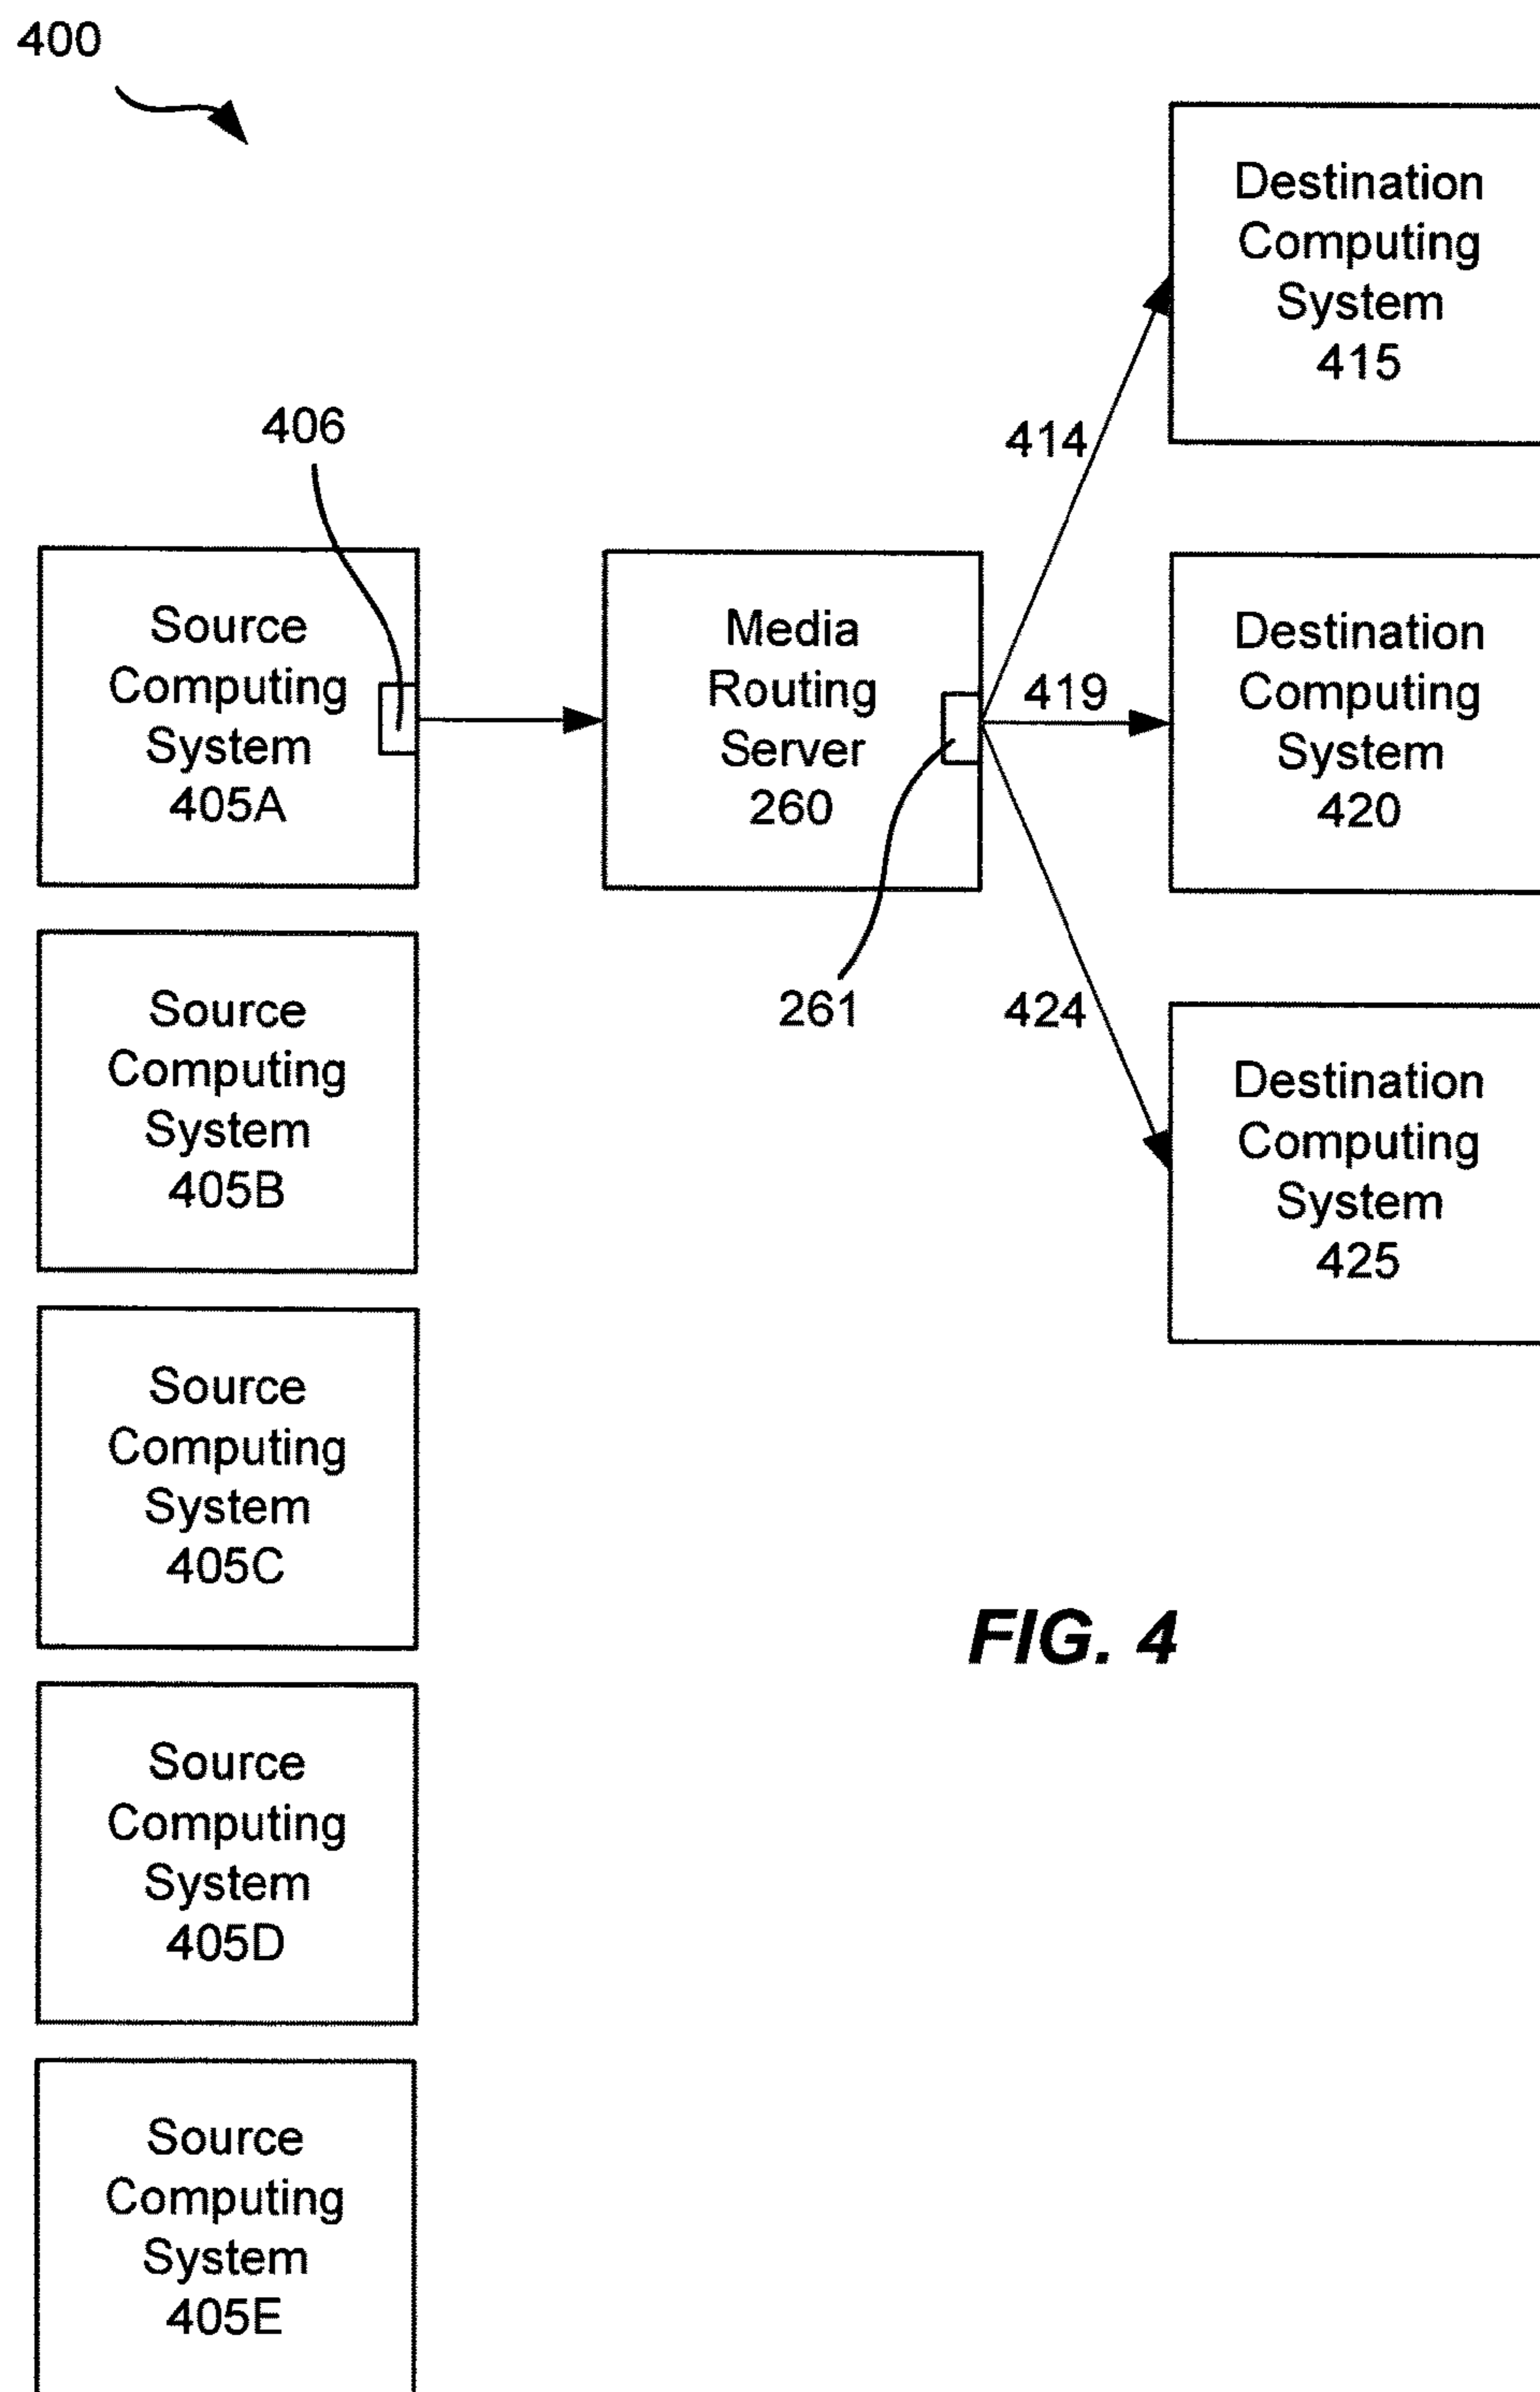 400
Destination
Computing
System
415
414
406
Source
Computing
System
405A
Media
Routing
Server
260
419
Destination
Computing
System
420
261
424
Source
Computing
System
405B
Destination
Computing
System
425
Source
Computing
System
405C
FIG. 4
Source
Computing
System
405D
Source
Computing
System
405E